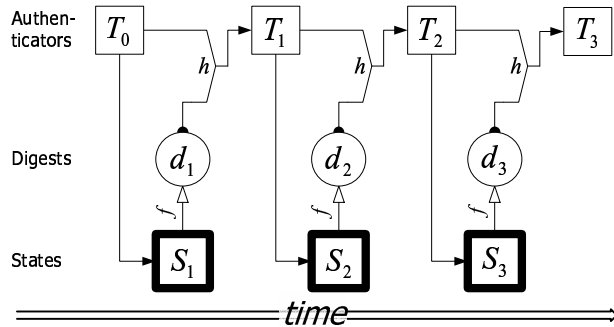 Authen-
ticators
T0 T1 T2 T3
h h h
Digests
d1 d2 d3
f f f
States
S1 S2 S3
time